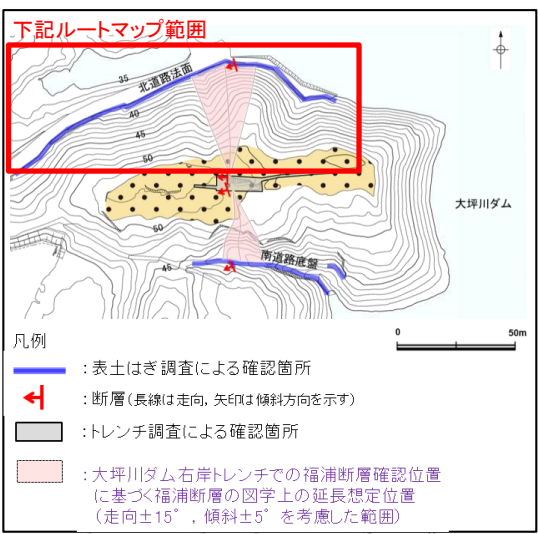 下記ルートマップ範囲
35
北道路法面
40
45
50
大坪川ダム
50
南道路底盤
45
凡例
0 50m
：表土はぎ調査による確認箇所
：断層(長線は走向，矢印は傾斜方向を示す)
：トレンチ調査による確認箇所
：大坪川ダム右岸トレンチでの福浦断層確認位置
に基づく福浦断層の図学上の延長想定位置
（走向±15°，傾斜±5°を考慮した範囲）